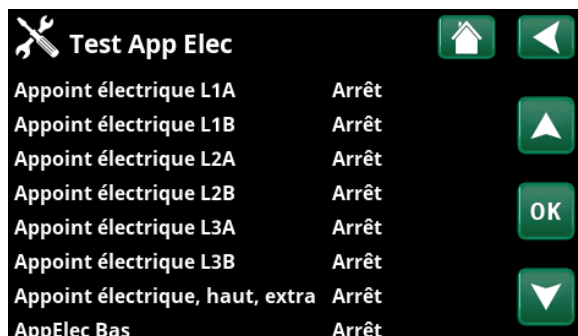 Test App Elec
Appoint électrique L1A Arrêt
Appoint électrique L1B Arrêt
Appoint électrique L2A Arrêt
Appoint électrique L2B Arrêt
Appoint électrique L3A Arrêt
OK
Appoint électrique L3B Arrêt
Appoint électrique, haut, extra Arrêt
AppElec Bas Arrêt